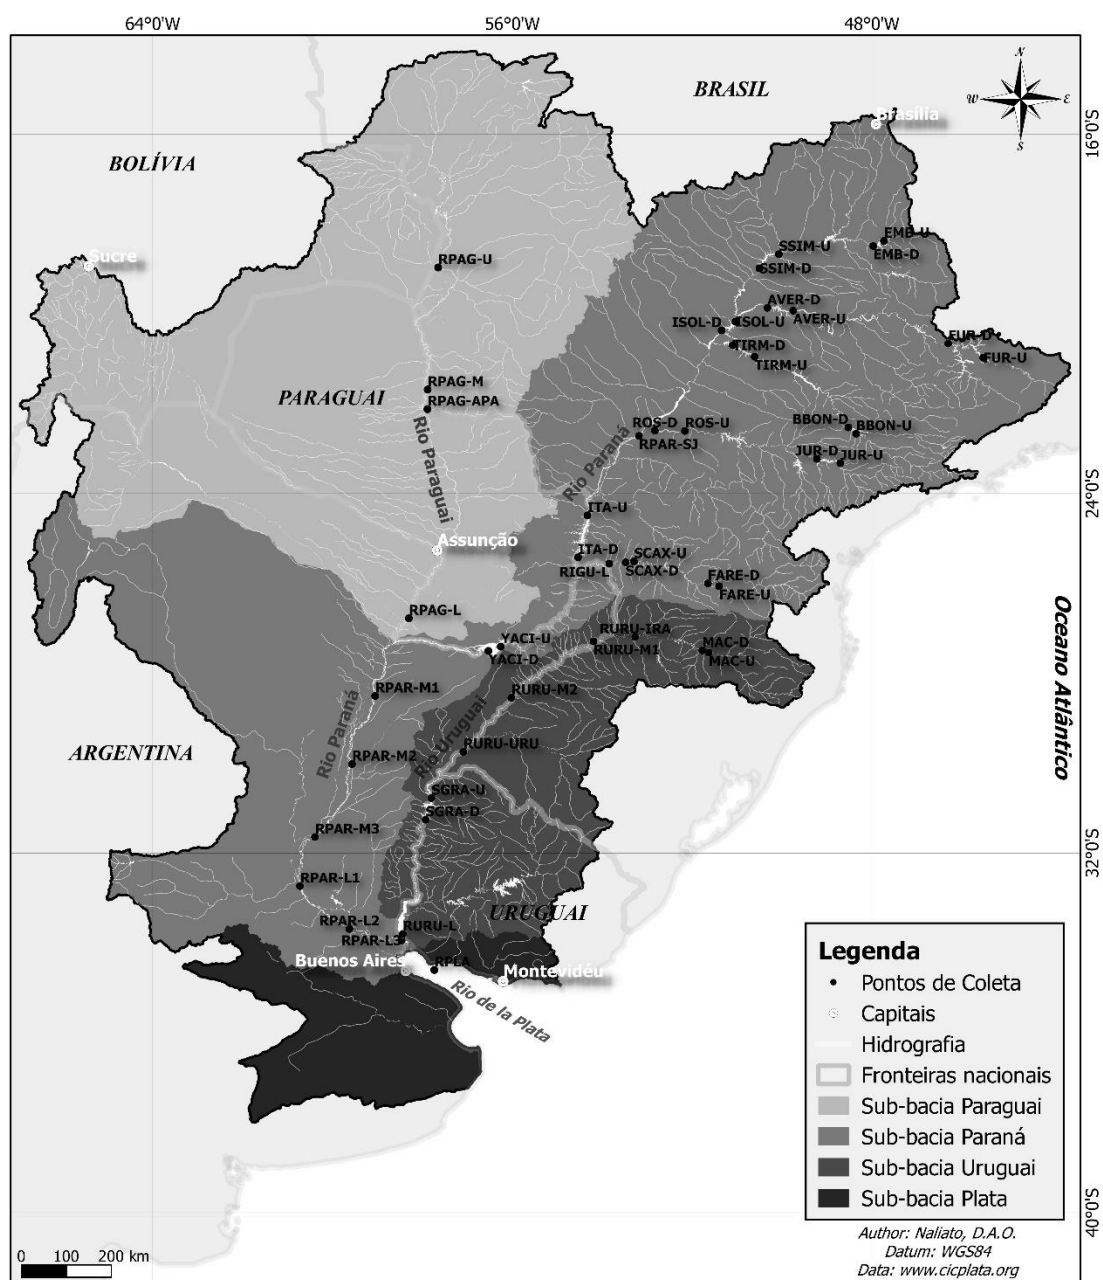 64°0'W
56°0'W
48°0'W
BRASIL
N
W
E
S
Brasília
16°0'S
BOLÍVIA
EMB-U
SSIM-U
EMB-D
Sucre
RPAG-U
SSIM-D
AVER-D
ISOL-D
ISOL-U
AVER-U
TIRM-D
FUR-D
TIRM-U
FUR-U
RPAG-M
PARAGUAI
RPAG-APA
ROS-D
ROS-U
BBON-D
BBON-U
RPAR-SJ
Rio Paraguai
Rio Paraná
JUR-D
JUR-U
24°0'S
ITA-U
Assunção
ITA-D
SCAX-U
RIGU-L
SCAX-D
FARE-D
FARE-U
RPAG-L
Oceano Atlântico
YACI-U
RURU-IRA
YACI-D
RURU-M1
MAC-D
MAC-U
RPAR-M1
RURU-M2
Rio Paraná
Rio Uruguai
ARGENTINA
RPAR-M2
RURU-URU
SGRA-U
SGRA-D
RPAR-M3
32°0'S
RPAR-L1
URUGUAI
RPAR-L2
RURU-L
RPAR-L3
Buenos Aires
RPLA
Montevidéu
Rio de la Plata
Legenda
Pontos de Coleta
Capitais
Hidrografia
Fronteiras nacionais
Sub-bacia Paraguai
Sub-bacia Paraná
Sub-bacia Uruguai
Sub-bacia Plata
40°0'S
Author: Naliato, D.A.O.
Datum: WGS84
Data: www.cicplata.org
0 100 200 km